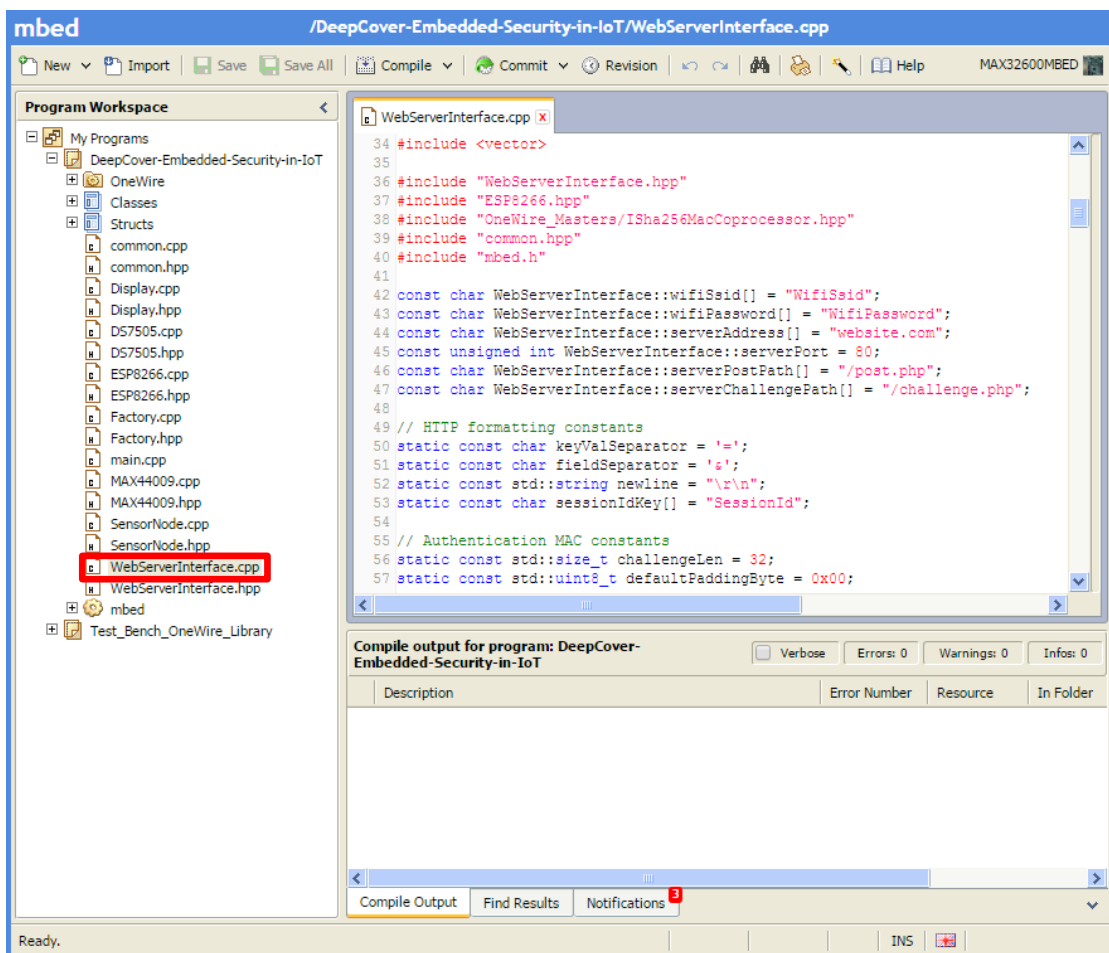 mbed /DeepCover-Embedded-Security-in-IoT/WebServerInterface.cpp
New Import Save Save All Compile Commit Revision Help MAX32600MBED
Program Workspace
My Programs
DeepCover-Embedded-Security-in-IoT
OneWire
Classes
Structs
common.cpp
common.hpp
Display.cpp
Display.hpp
DS7505.cpp
DS7505.hpp
ESP8266.cpp
ESP8266.hpp
Factory.cpp
Factory.hpp
main.cpp
MAX44009.cpp
MAX44009.hpp
SensorNode.cpp
SensorNode.hpp
WebServerInterface.cpp
WebServerInterface.hpp
mbed
Test_Bench_OneWire_Library
WebServerInterface.cpp x
34 #include <vector>
35
36 #include "WebServerInterface.hpp"
37 #include "ESP8266.hpp"
38 #include "OneWire_Masters/ISha256MacCoprocessor.hpp"
39 #include "common.hpp"
40 #include "mbed.h"
41
42 const char WebServerInterface::wifiSsid[] = "WifiSsid";
43 const char WebServerInterface::wifiPassword[] = "WifiPassword";
44 const char WebServerInterface::serverAddress[] = "website.com";
45 const unsigned int WebServerInterface::serverPort = 80;
46 const char WebServerInterface::serverPostPath[] = "/post.php";
47 const char WebServerInterface::serverChallengePath[] = "/challenge.php";
48
49 // HTTP formatting constants
50 static const char keyValSeparator = '=';
51 static const char fieldSeparator = '&';
52 static const std::string newline = "\r\n";
53 static const char sessionIdKey[] = "SessionId";
54
55 // Authentication MAC constants
56 static const std::size_t challengeLen = 32;
57 static const std::uint8_t defaultPaddingByte = 0x00;
Compile output for program: DeepCover-
Embedded-Security-in-IoT
Verbose Errors: 0 Warnings: 0 Infos: 0
Description Error Number Resource In Folder
Compile Output Find Results Notifications 3
Ready. INS